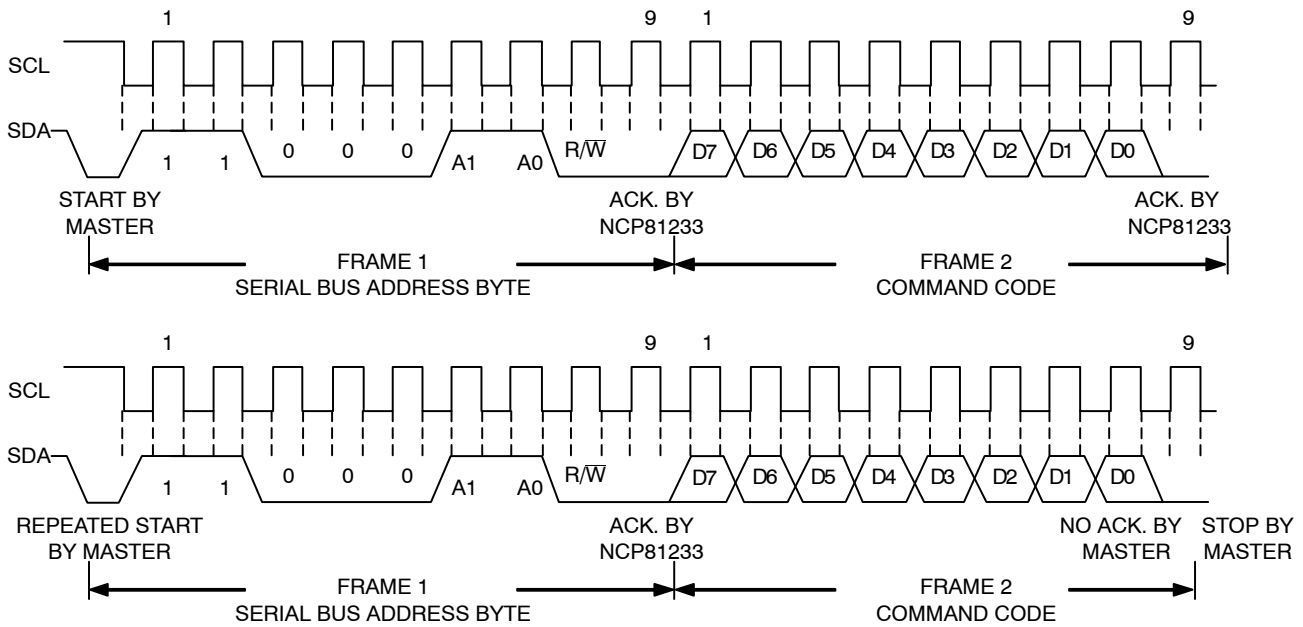 1 9 1 9
SCL
SDA
1 1 0 0 0 A1 A0 R/W̅ D7 D6 D5 D4 D3 D2 D1 D0
START BY
MASTER
ACK. BY
NCP81233
ACK. BY
NCP81233
FRAME 1
SERIAL BUS ADDRESS BYTE
FRAME 2
COMMAND CODE
1 9 1 9
SCL
SDA
1 1 0 0 0 A1 A0 R/W̅ D7 D6 D5 D4 D3 D2 D1 D0
REPEATED START
BY MASTER
ACK. BY
NCP81233
NO ACK. BY
MASTER
STOP BY
MASTER
FRAME 1
SERIAL BUS ADDRESS BYTE
FRAME 2
COMMAND CODE